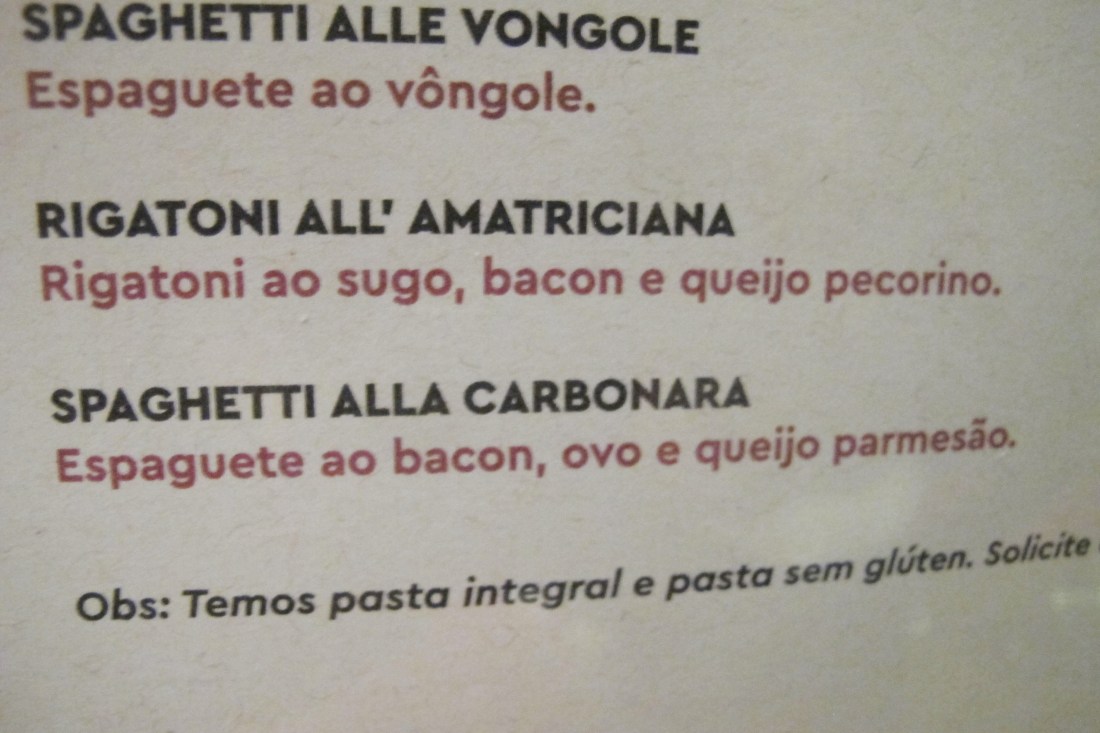 SPAGHETTI ALLE VONGOLE
Espaguete ao vôngole.
RIGATONI ALL' AMATRICIANA
Rigatoni ao sugo, bacon e queijo pecorino.
SPAGHETTI ALLA CARBONARA
Espaguete ao bacon, ovo e queijo parmesão.
Obs: Temos pasta integral e pasta sem glúten. Solicite